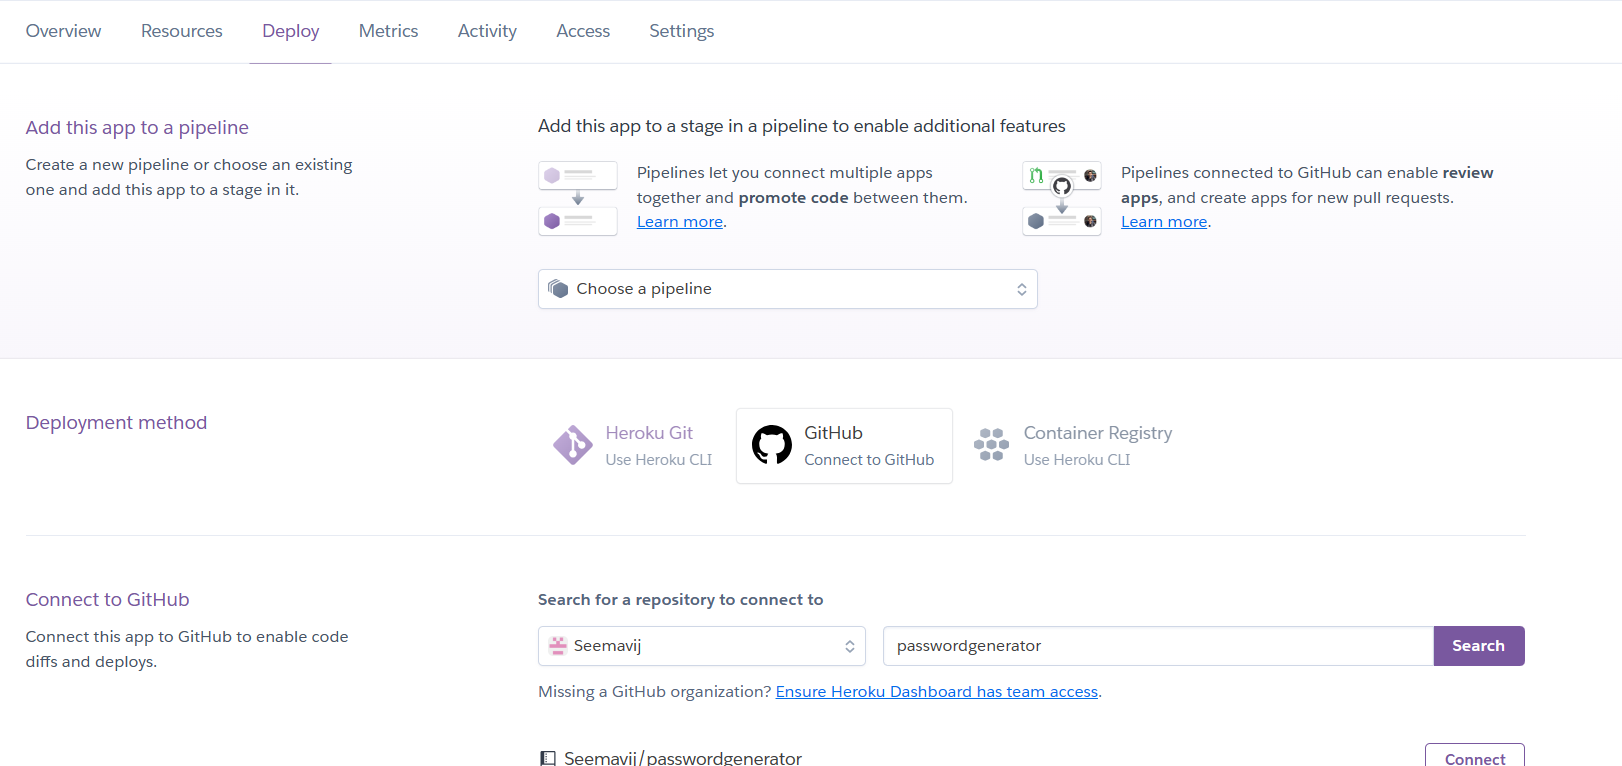 Overview Resources Deploy Metrics Activity Access Settings
Add this app to a pipeline
Create a new pipeline or choose an existing
one and add this app to a stage in it.
Add this app to a stage in a pipeline to enable additional features
Pipelines let you connect multiple apps
together and promote code between them.
Learn more.
Pipelines connected to GitHub can enable review
apps, and create apps for new pull requests.
Learn more.
Choose a pipeline
Deployment method
Heroku Git
Use Heroku CLI
GitHub
Connect to GitHub
Container Registry
Use Heroku CLI
Connect to GitHub
Connect this app to GitHub to enable code
diffs and deploys.
Search for a repository to connect to
Seemavij
passwordgenerator
Search
Missing a GitHub organization? Ensure Heroku Dashboard has team access.
Seemavij/passwordgenerator
Connect